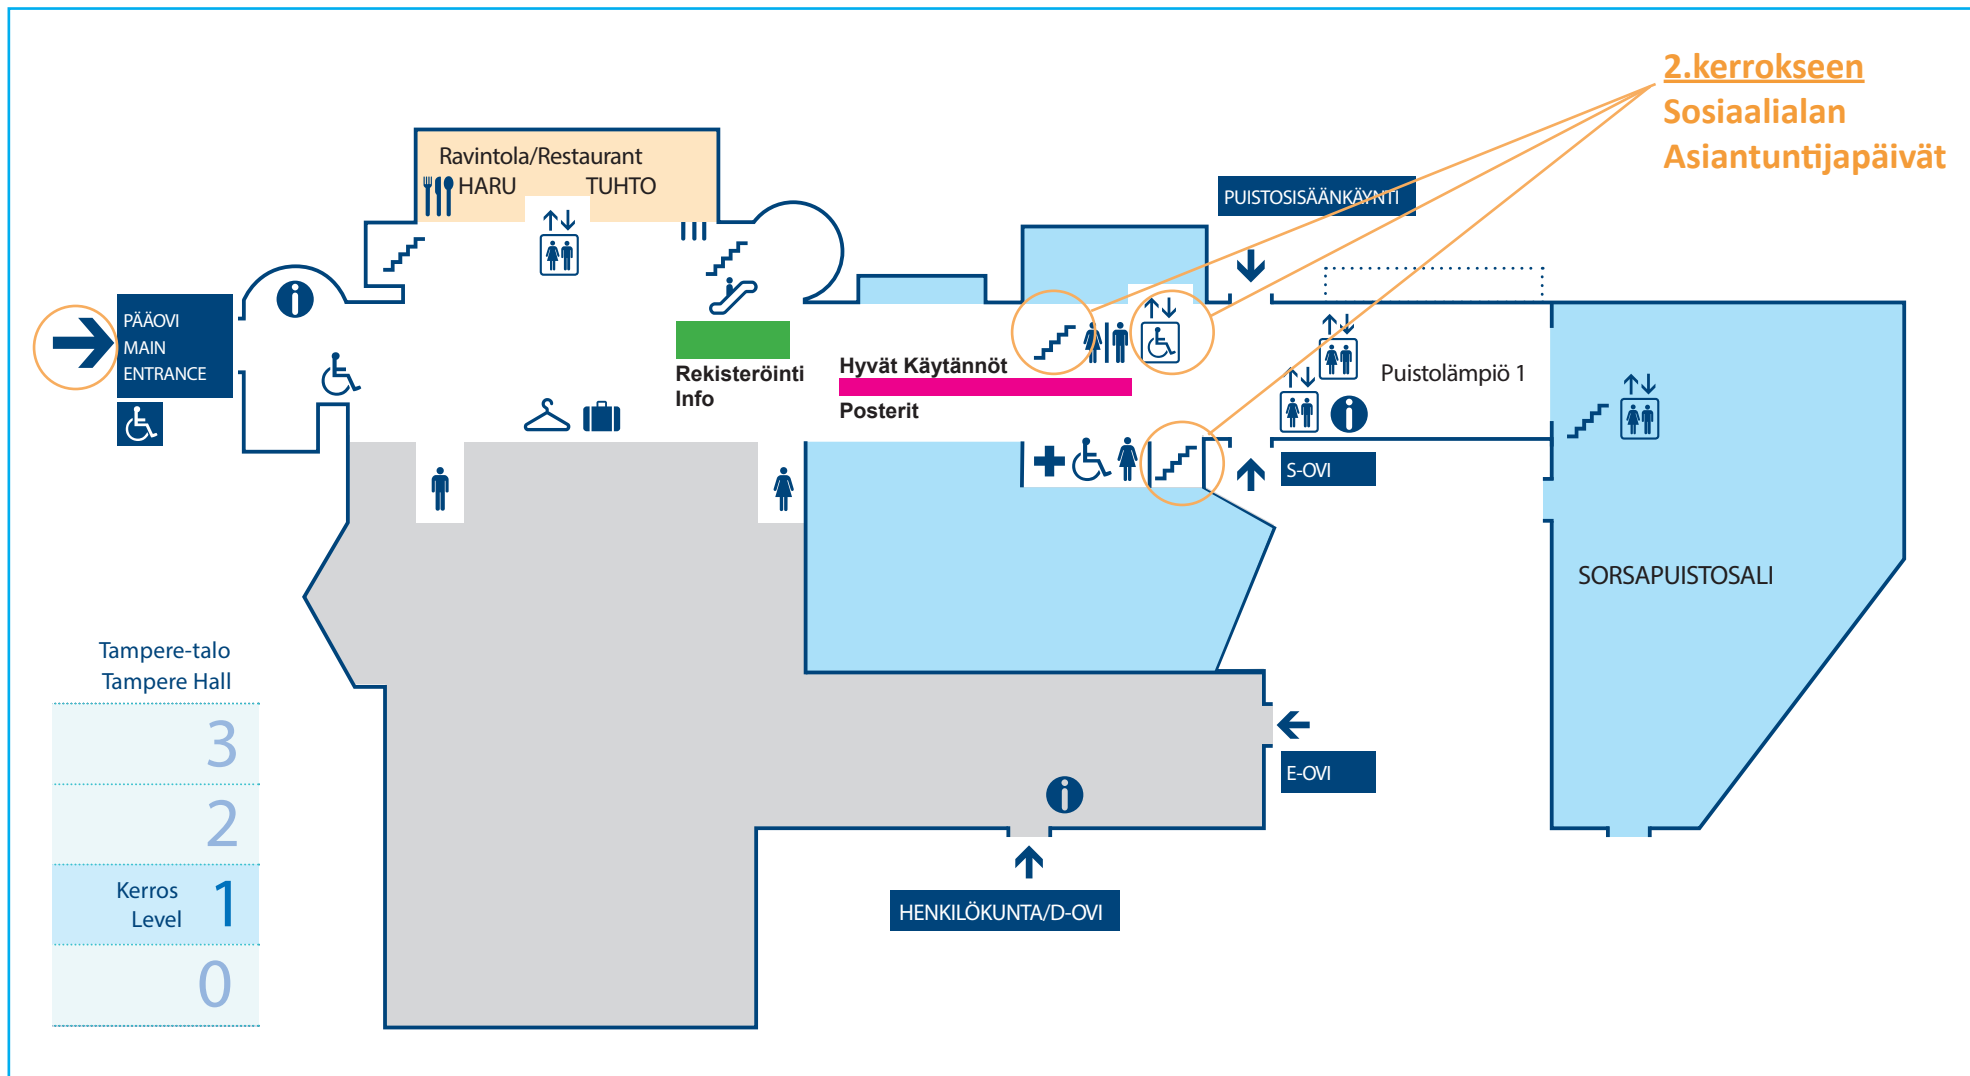 2.kerrokseen
Sosiaalialan
Asiantuntijapäivät
Ravintola/Restaurant
HARU TUHTO
PUISTOSISÄÄNKÄYNTI
PÄÄOVI
MAIN
ENTRANCE
Rekisteröinti
Info
Hyvät Käytännöt
Posterit
Puistolämpiö 1
S-OVI
SORSAPUISTOSALI
Tampere-talo
Tampere Hall
3
2
Kerros
Level
1
0
E-OVI
HENKILÖKUNTA/D-OVI